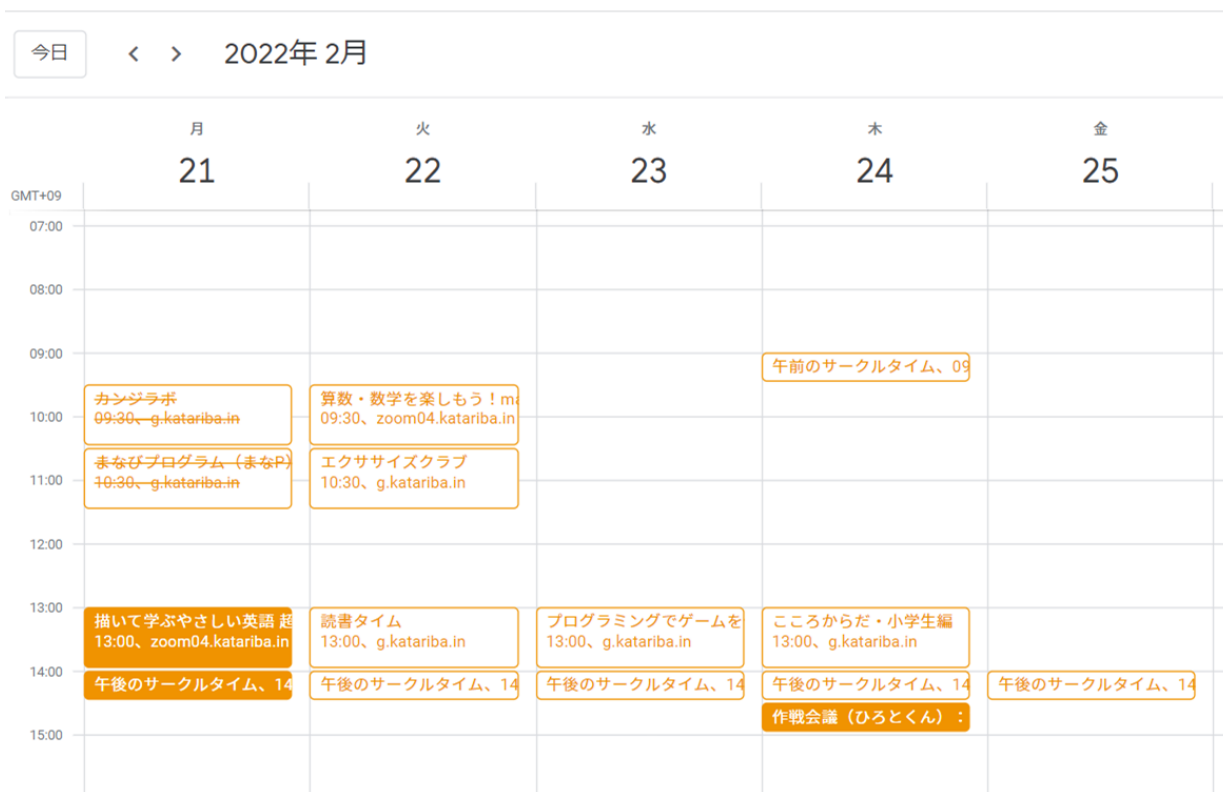 今日 < > 2022年 2月
月 火 水 木 金
21 22 23 24 25
GMT+09
07:00
08:00
09:00
午前のサークルタイム、09
カンジラボ
09:30、g.katariba.in
算数・数学を楽しもう！ma
09:30、zoom04.katariba.in
10:00
まなびプログラム（まなP）
10:30、g.katariba.in
エクササイズクラブ
10:30、g.katariba.in
11:00
12:00
13:00
描いて学ぶやさしい英語 超
13:00、zoom04.katariba.in
読書タイム
13:00、g.katariba.in
プログラミングでゲームを
13:00、g.katariba.in
こころからだ・小学生編
13:00、g.katariba.in
14:00
午後のサークルタイム、14
午後のサークルタイム、14
午後のサークルタイム、14
午後のサークルタイム、14
午後のサークルタイム、14
作戦会議（ひろとくん）：
15:00